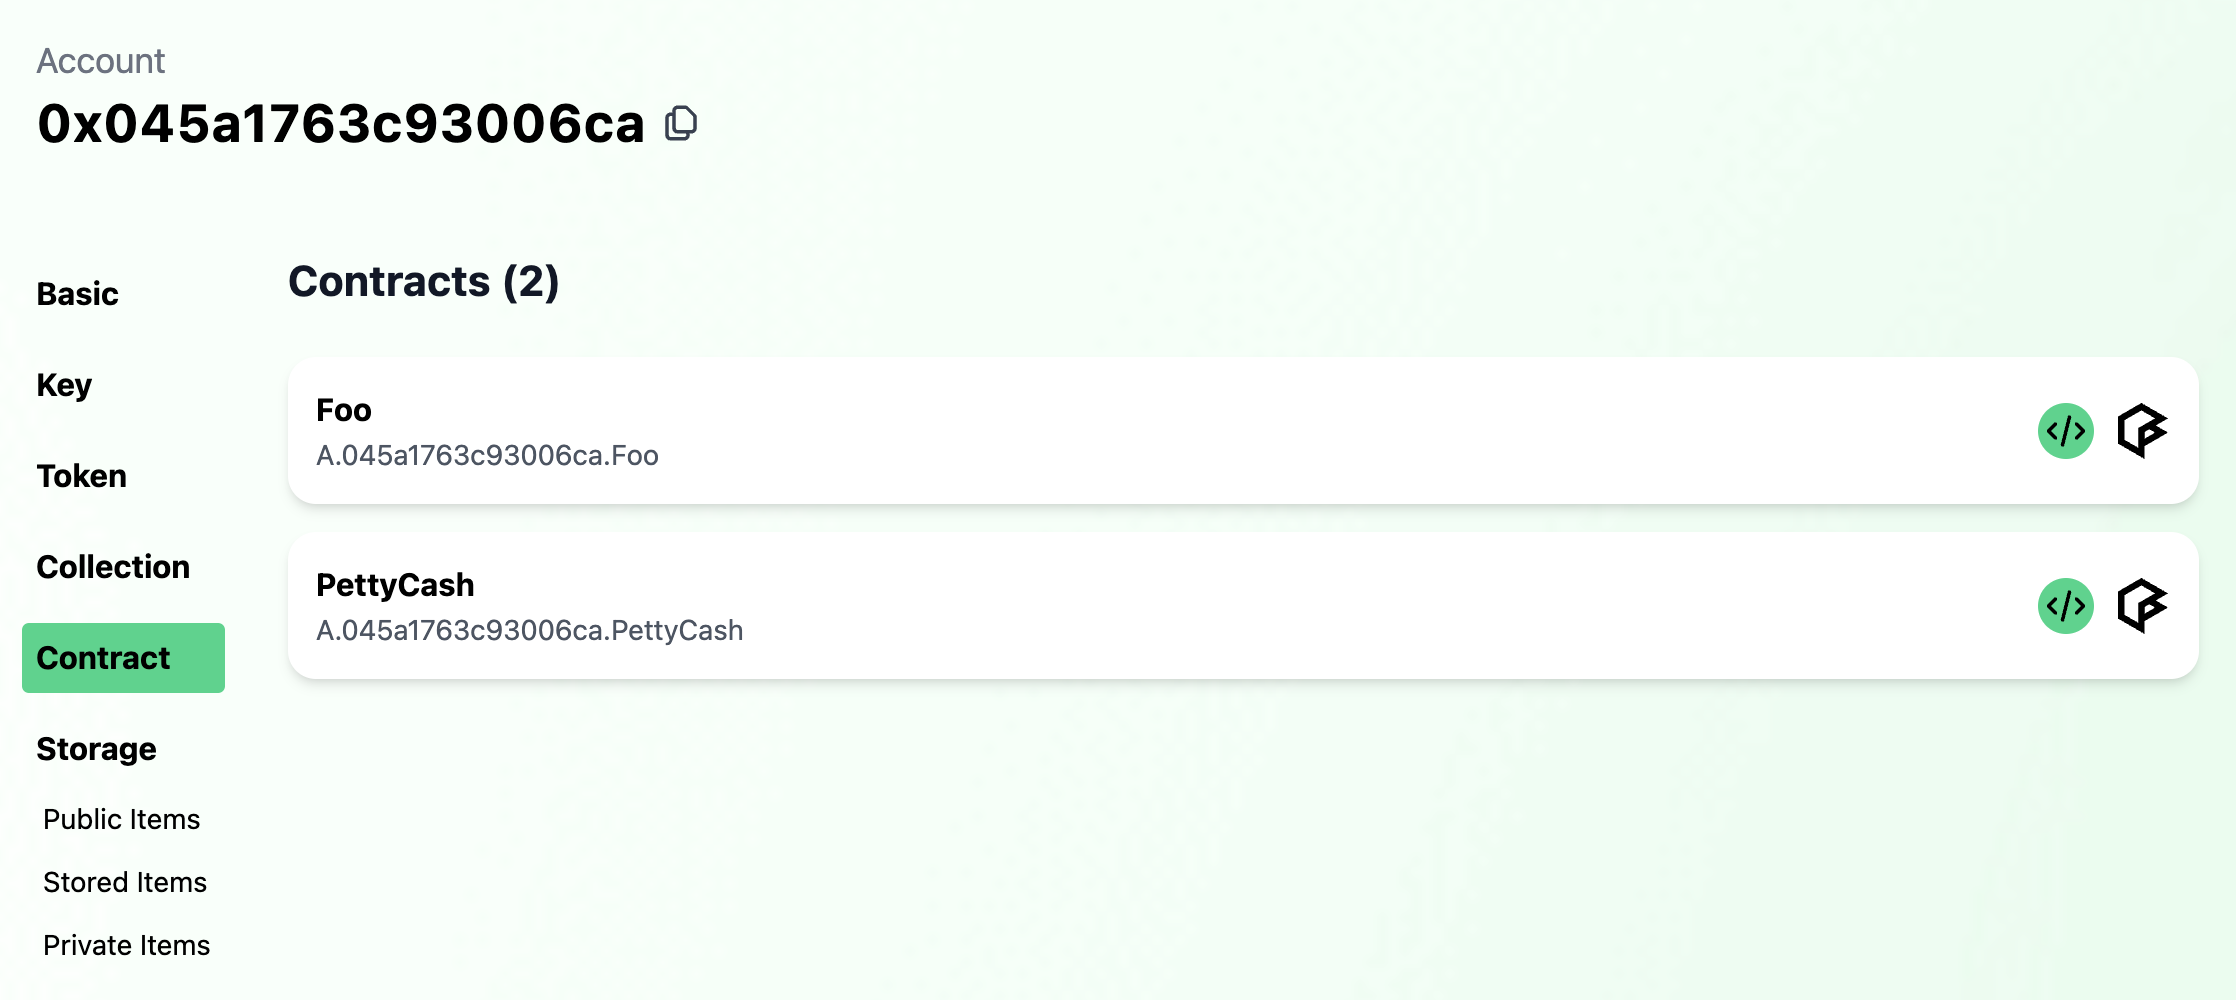 Account
0x045a1763c93006ca
Basic
Key
Token
Collection
Contract
Storage
Public Items
Stored Items
Private Items
Contracts (2)
Foo
A.045a1763c93006ca.Foo
PettyCash
A.045a1763c93006ca.PettyCash